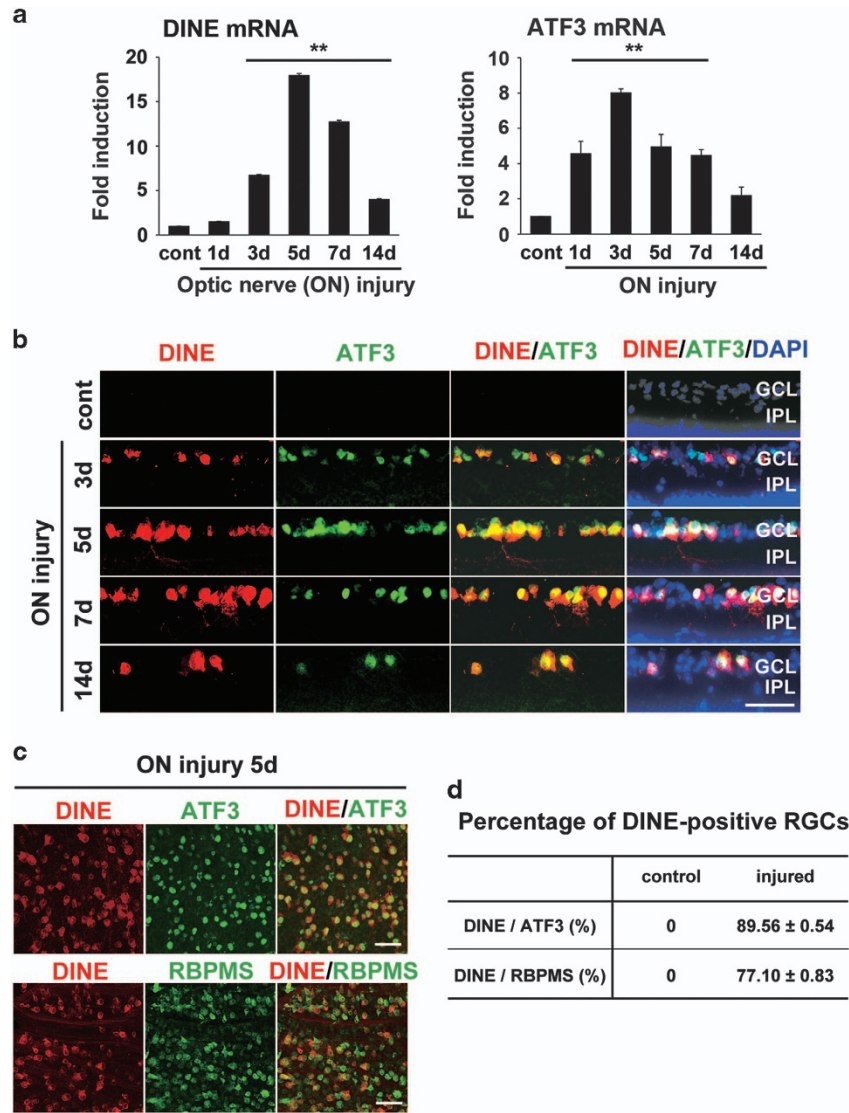 a
DINE mRNA
Fold induction
20
15
10
5
0
**
cont 1d 3d 5d 7d 14d
Optic nerve (ON) injury
ATF3 mRNA
Fold induction
10
8
6
4
2
0
**
cont 1d 3d 5d 7d 14d
ON injury
b
DINE ATF3 DINE/ATF3 DINE/ATF3/DAPI
cont
GCL
IPL
ON injury
3d
GCL
IPL
5d
GCL
IPL
7d
GCL
IPL
14d
GCL
IPL
c
ON injury 5d
DINE ATF3 DINE/ATF3
DINE RBPMS DINE/RBPMS
d
Percentage of DINE-positive RGCs
control injured
DINE / ATF3 (%) 0 89.56 ± 0.54
DINE / RBPMS (%) 0 77.10 ± 0.83